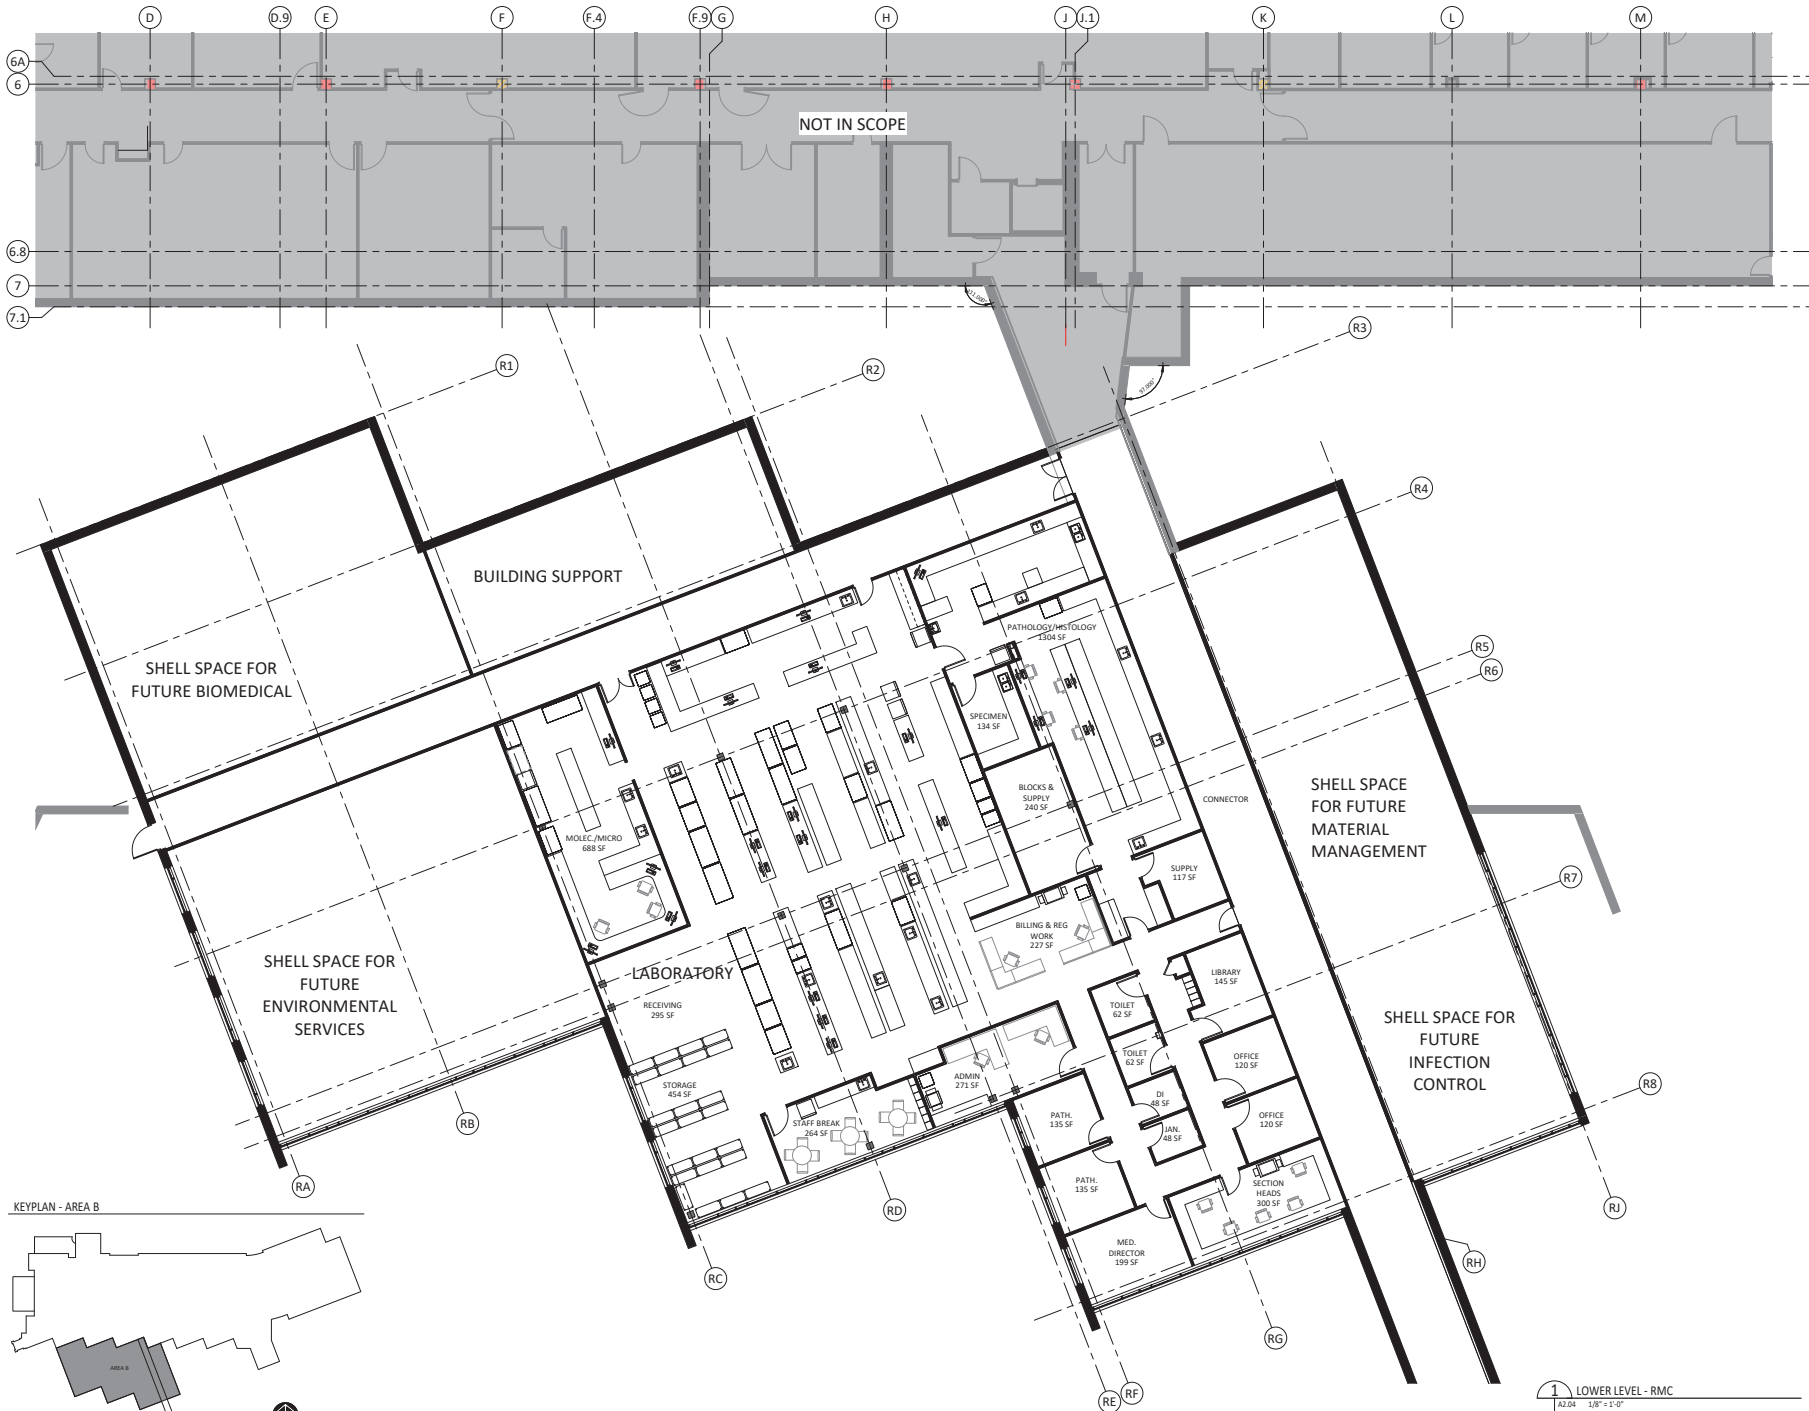 D
D.9
E
F
F.4
F.9
G
H
J
J.1
K
L
M
6A
6
NOT IN SCOPE
6.8
7
7.1
97.000°
R1
R2
R3
R4
R5
R6
R7
R8
BUILDING SUPPORT
SHELL SPACE FOR
FUTURE BIOMEDICAL
PATHOLOGY/HISTOLOGY
1304 SF
SPECIMEN
134 SF
BLOCKS &
SUPPLY
240 SF
CONNECTOR
SHELL SPACE
FOR FUTURE
MATERIAL
MANAGEMENT
MOLEC./MICRO
688 SF
SUPPLY
117 SF
BILLING & REG
WORK
227 SF
SHELL SPACE FOR
FUTURE
ENVIRONMENTAL
SERVICES
LABORATORY
RECEIVING
295 SF
LIBRARY
145 SF
TOILET
62 SF
TOILET
62 SF
SHELL SPACE FOR
FUTURE
INFECTION
CONTROL
OFFICE
120 SF
STORAGE
454 SF
ADMIN
271 SF
DI
48 SF
STAFF BREAK
264 SF
PATH.
135 SF
JAN.
48 SF
OFFICE
120 SF
PATH.
135 SF
SECTION
HEADS
300 SF
MED.
DIRECTOR
199 SF
RA
RB
RC
RD
RE
RF
RG
RH
RJ
KEYPLAN - AREA B
AREA B
1
LOWER LEVEL - RMC
A2.04
1/8" = 1'-0"